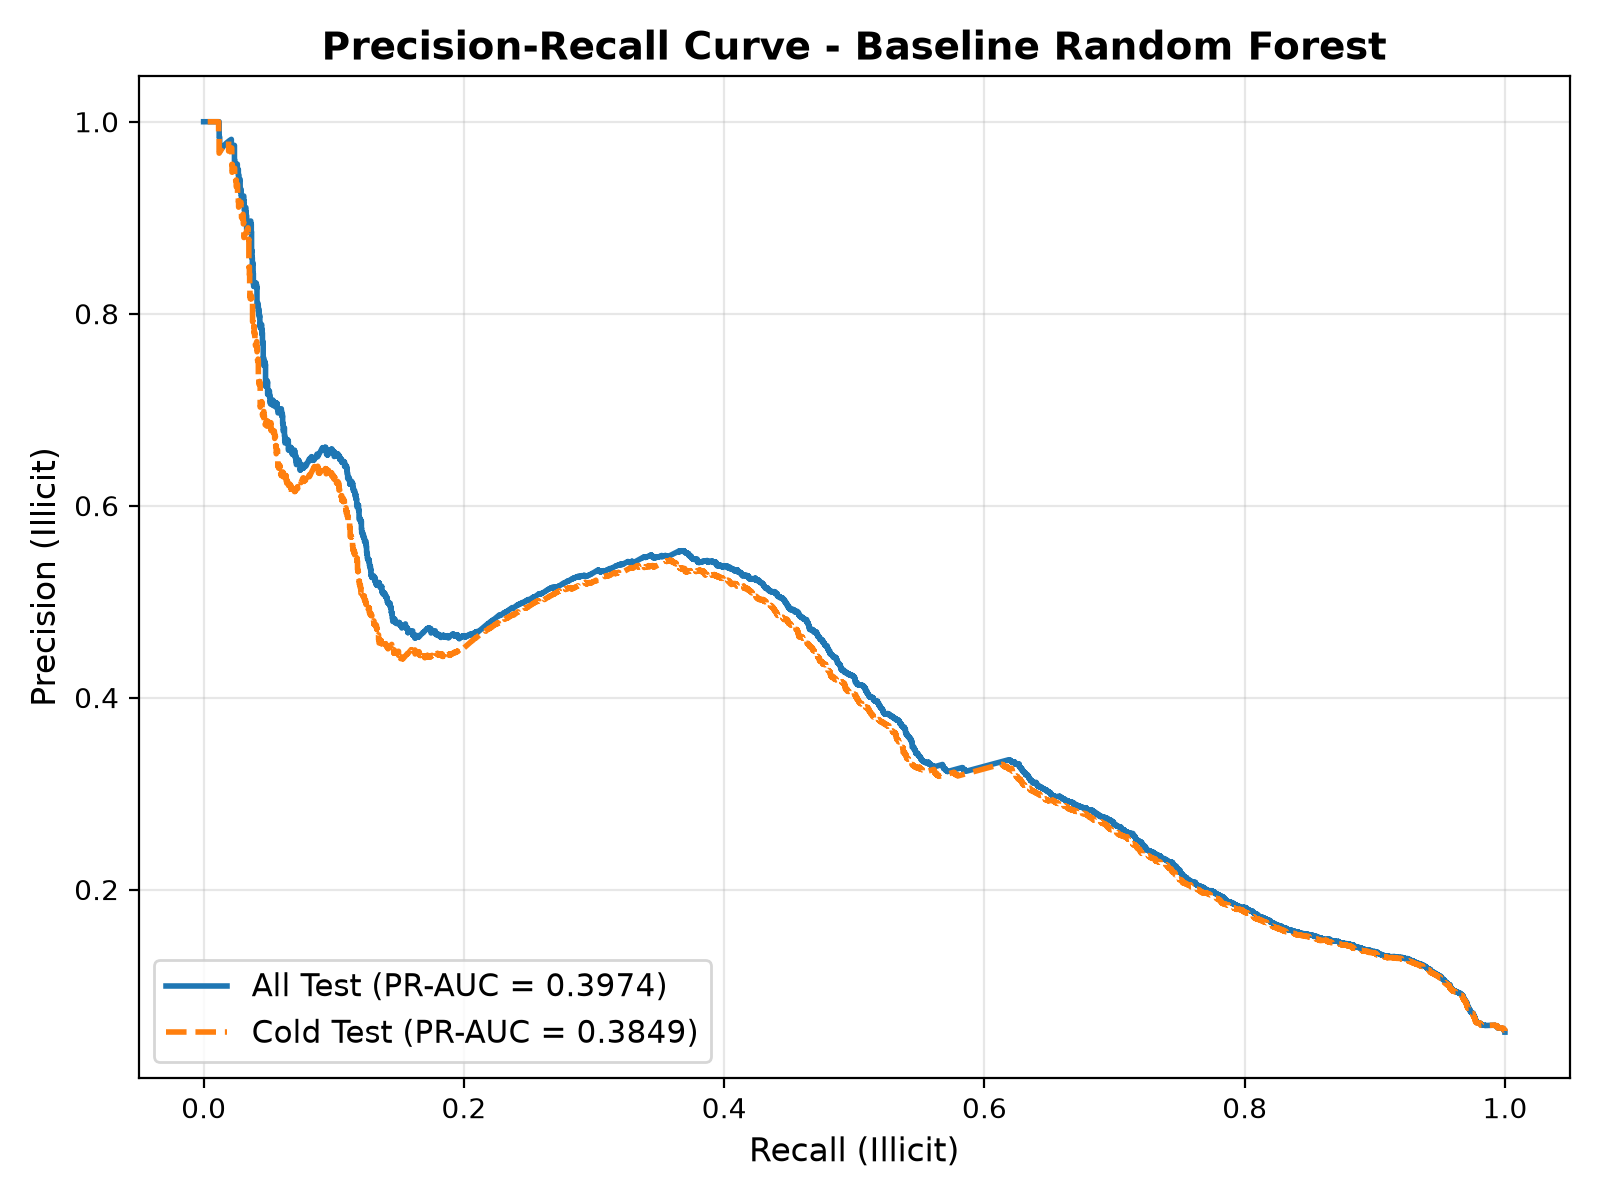 Precision-Recall Curve - Baseline Random Forest
1.0
0.8
0.6
0.4
0.2
Precision (Illicit)
All Test (PR-AUC = 0.3974)
Cold Test (PR-AUC = 0.3849)
0.0 0.2 0.4 0.6 0.8 1.0
Recall (Illicit)